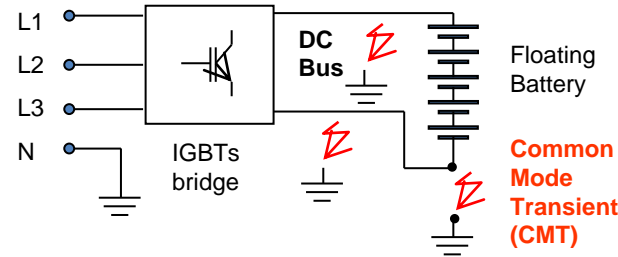 L1
L2
L3
N
IGBTs
bridge
DC
Bus
Floating
Battery
Common
Mode
Transient
(CMT)